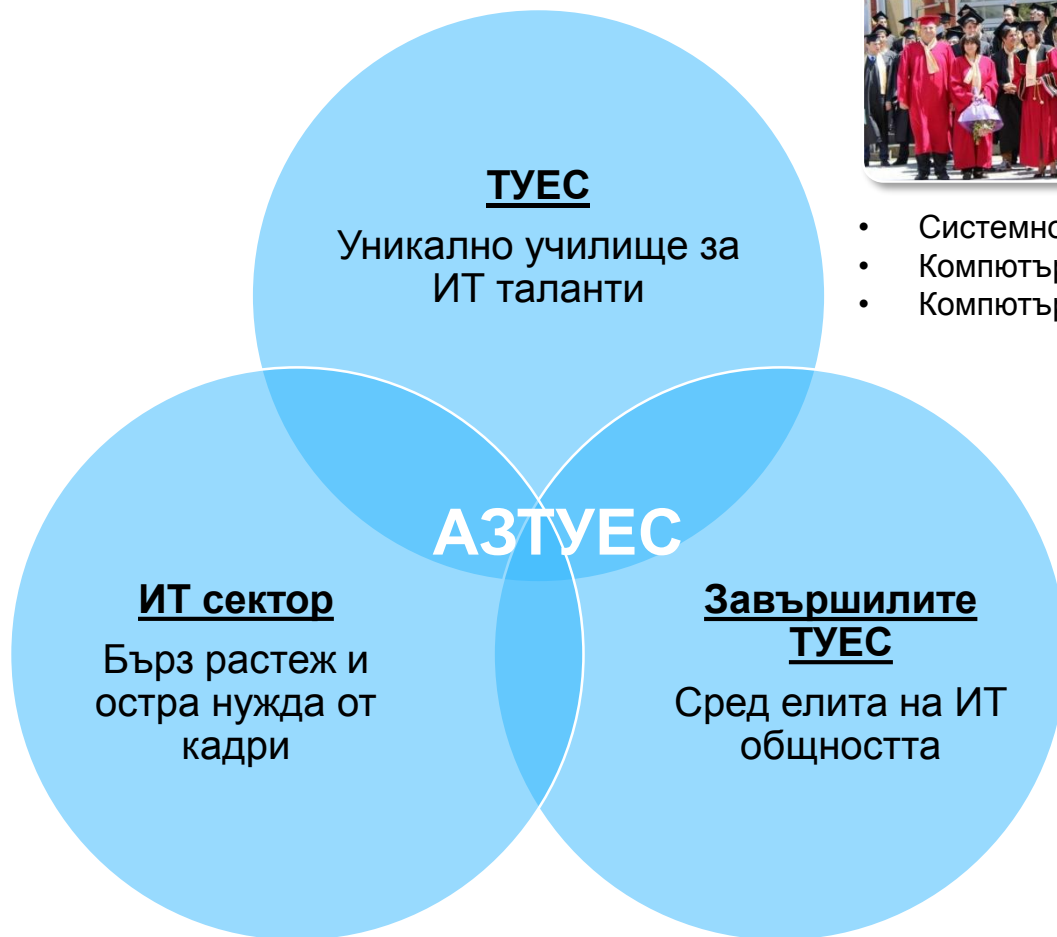 ТУЕС
Уникално училище за
ИТ таланти
•
•
•
АЗТУЕС
ИТ сектор
Бърз растеж и
остра нужда от
кадри
Завършилите
ТУЕС
Сред елита на ИТ
общността